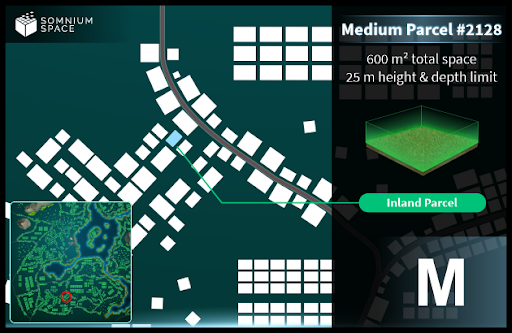 SOMNIUM
SPACE
Medium Parcel #2128
600 m² total space
25 m height & depth limit
Inland Parcel
M